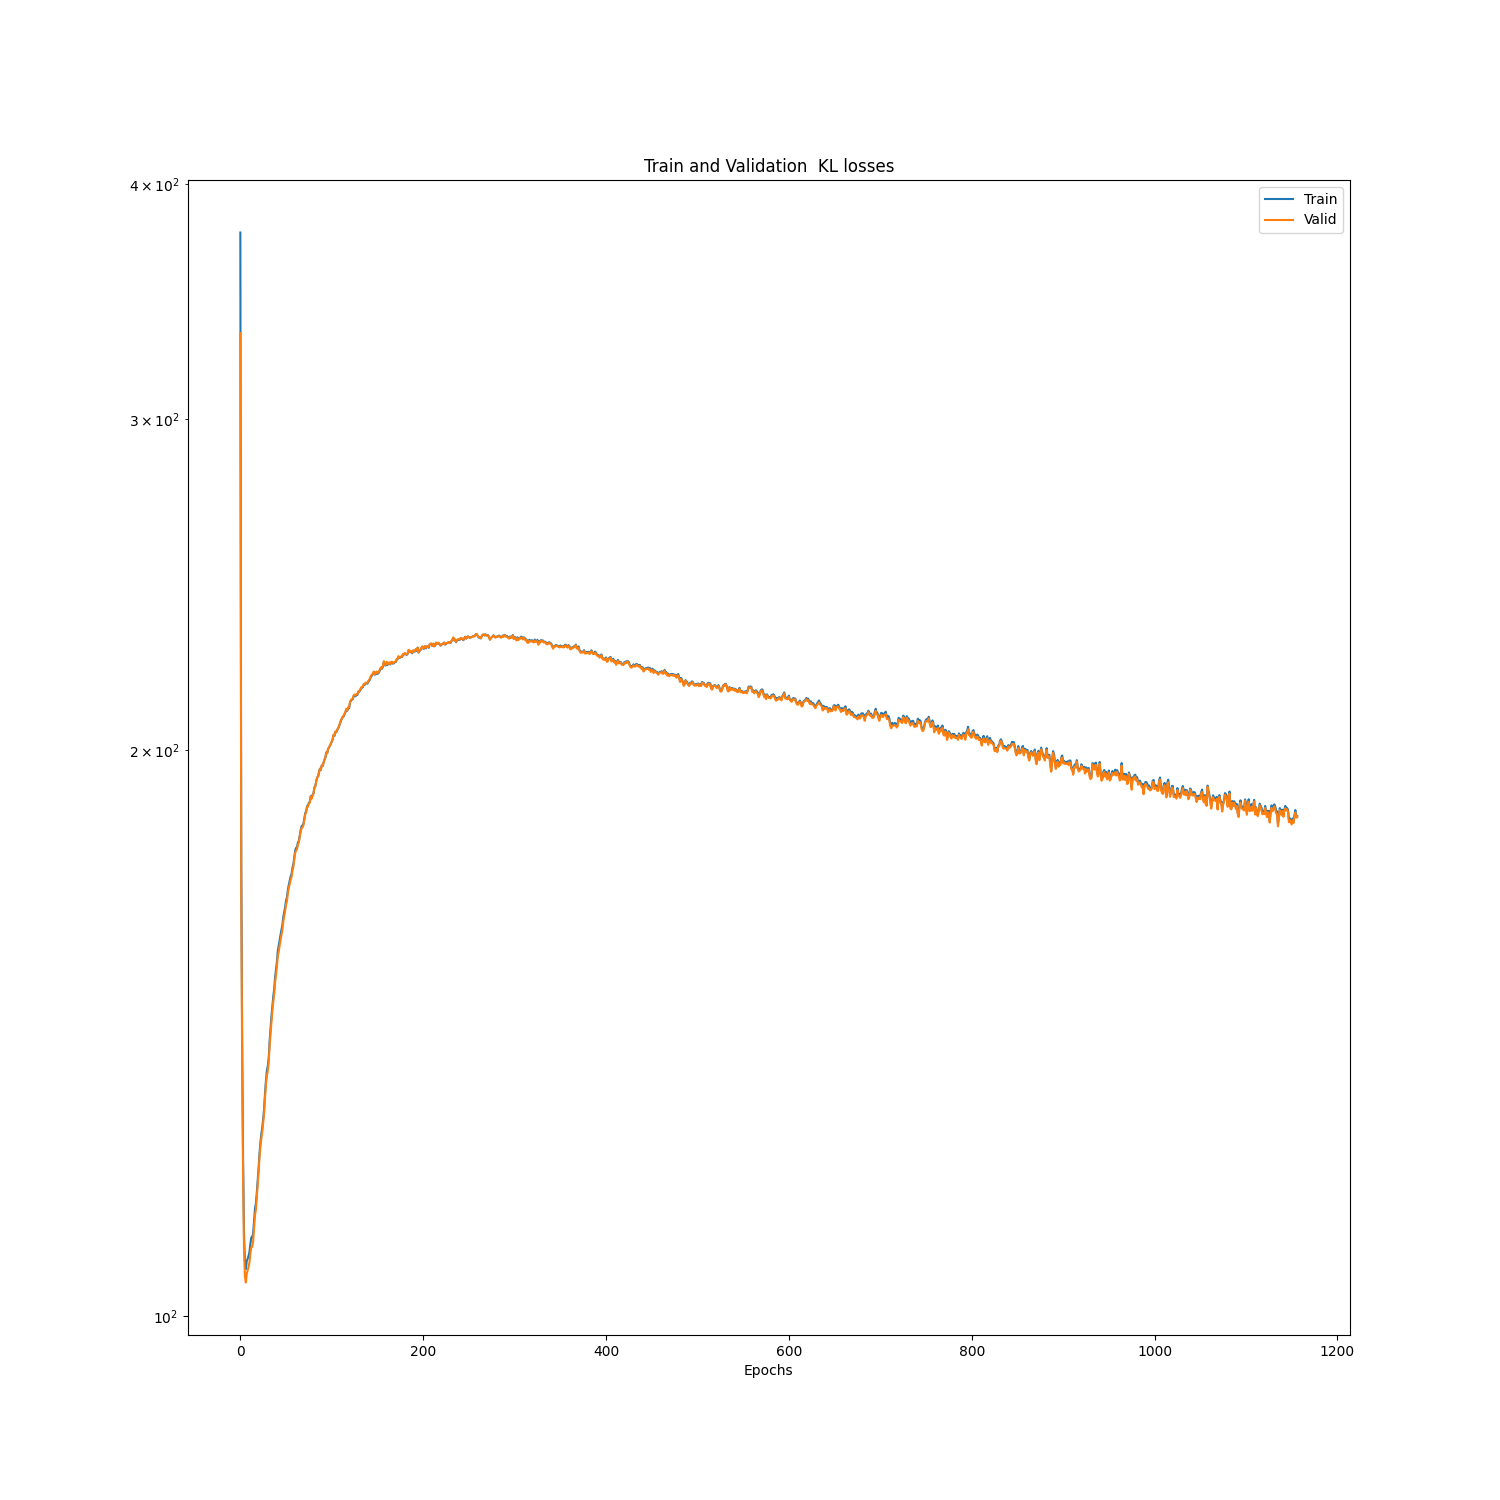 Train and Validation  KL losses
4 × 10²
3 × 10²
2 × 10²
10²
Train
Valid
0 200 400 600 800 1000 1200
Epochs